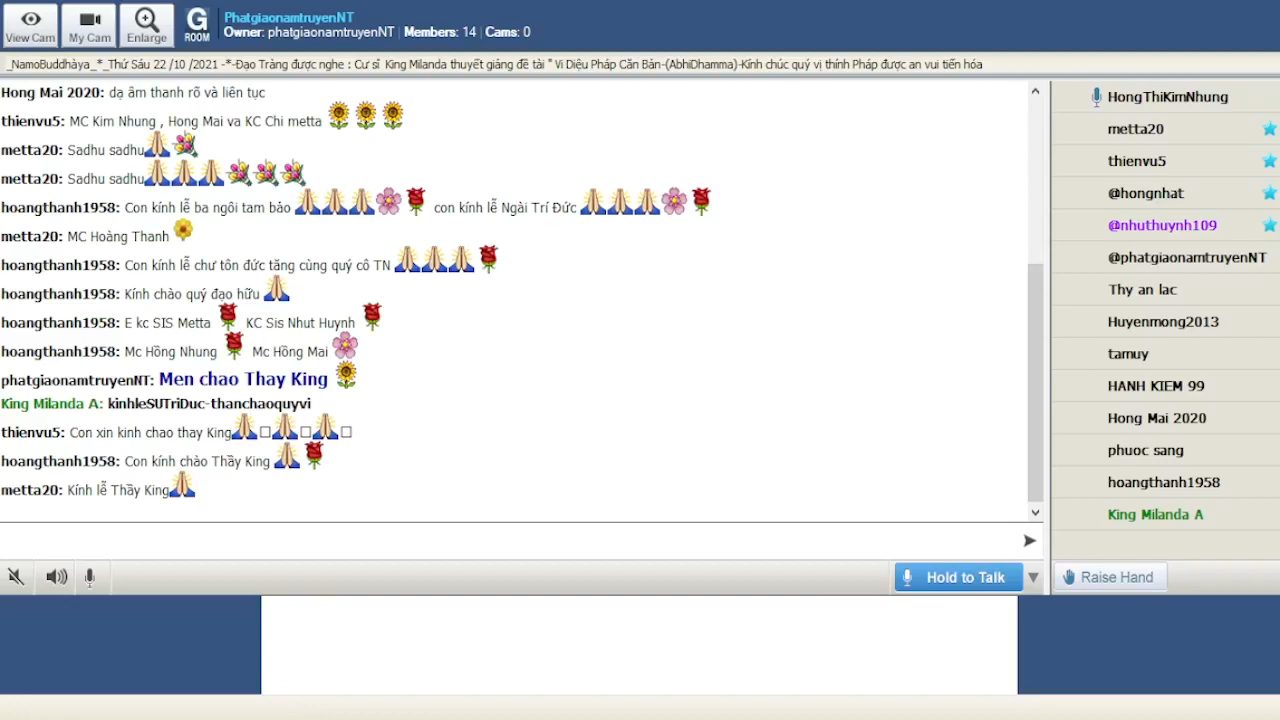 View Cam
My Cam
Enlarge
G ROOM
PhatgiaonamtruyenNT
Owner: phatgiaonamtruyenNT | Members: 14 | Cams: 0
_NamoBuddhàya_*_Thứ Sáu 22 /10 /2021 -*-Đạo Tràng được nghe : Cư sĩ King Milanda thuyết giảng đề tài " Vi Diệu Pháp Căn Bản-(AbhiDhamma)-Kính chúc quý vị thính Pháp được an vui tiến hóa
Hong Mai 2020: dạ âm thanh rõ và liên tục
thienvu5: MC Kim Nhung , Hong Mai va KC Chi metta
metta20: Sadhu sadhu
metta20: Sadhu sadhu
hoangthanh1958: Con kính lễ ba ngôi tam bảo con kính lễ Ngài Trí Đức
metta20: MC Hoàng Thanh
hoangthanh1958: Con kính lễ chư tôn đức tăng cùng quý cô TN
hoangthanh1958: Kính chào quý đạo hữu
hoangthanh1958: E kc SIS Metta KC Sis Nhut Huynh
hoangthanh1958: Mc Hồng Nhung Mc Hồng Mai
phatgiaonamtruyenNT: Men chao Thay King
King Milanda A: kinhleSUTriDuc-thanchaoquyvi
thienvu5: Con xin kinh chao thay King
hoangthanh1958: Con kính chào Thầy King
metta20: Kính lễ Thầy King
Hold to Talk
HongThiKimNhung
metta20
thienvu5
@hongnhat
@nhuthuynh109
@phatgiaonamtruyenNT
Thy an lac
Huyenmong2013
tamuy
HANH KIEM 99
Hong Mai 2020
phuoc sang
hoangthanh1958
King Milanda A
Raise Hand